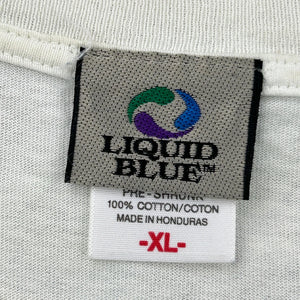 LIQUID
BLUE™
PRE-SHRUNK
100% COTTON/COTON
MADE IN HONDURAS
-XL-